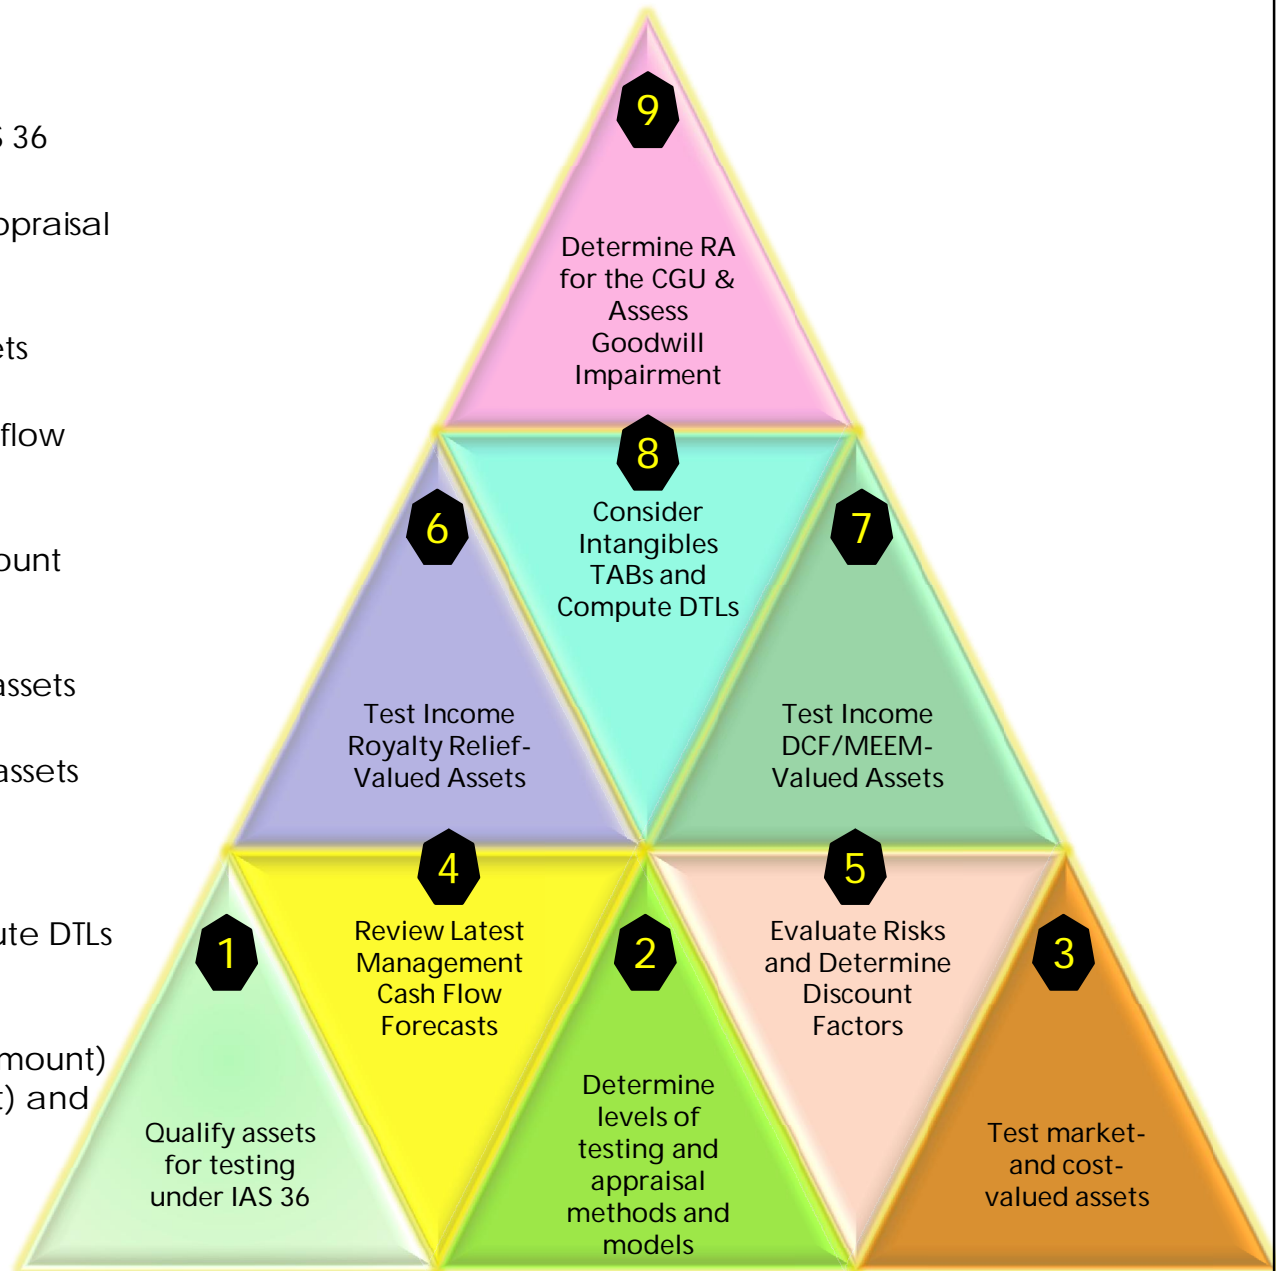 S 36
ppraisal
ets
flow
ount
assets
assets
ute DTLs
mount)
t) and
9
Determine RA
for the CGU &
Assess
Goodwill
Impairment
8
Consider
Intangibles
TABs and
Compute DTLs
6
Test Income
Royalty Relief-
Valued Assets
7
Test Income
DCF/MEEM-
Valued Assets
4
Review Latest
Management
Cash Flow
Forecasts
5
Evaluate Risks
and Determine
Discount
Factors
1
Qualify assets
for testing
under IAS 36
2
Determine
levels of
testing and
appraisal
methods and
models
3
Test market-
and cost-
valued assets